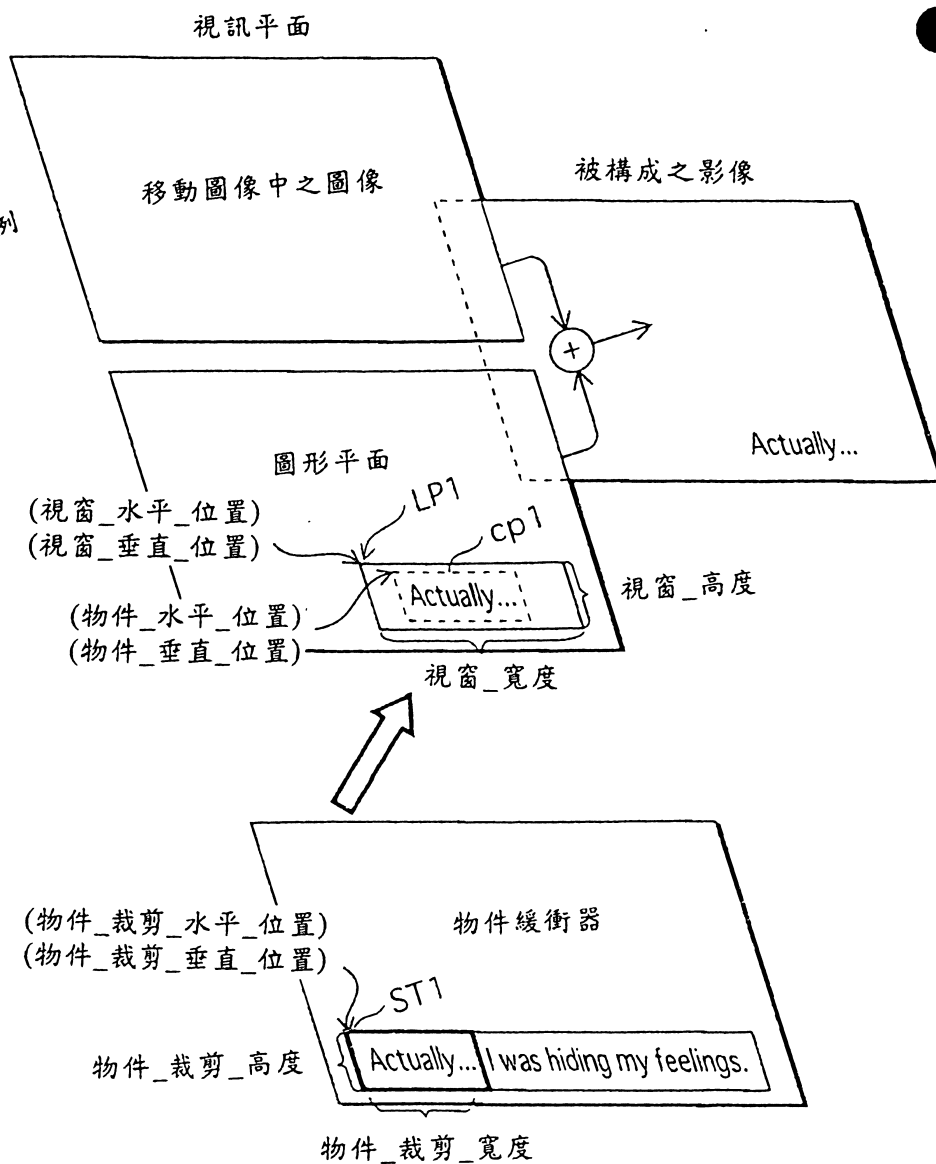 視訊平面
移動圖像中之圖像
列
被構成之影像
+
Actually...
圖形平面
LP1
(視窗_水平_位置)
(視窗_垂直_位置)
cp1
Actually...
視窗_高度
(物件_水平_位置)
(物件_垂直_位置)
視窗_寬度
物件緩衝器
(物件_裁剪_水平_位置)
(物件_裁剪_垂直_位置)
ST1
物件_裁剪_高度
Actually... I was hiding my feelings.
物件_裁剪_寬度